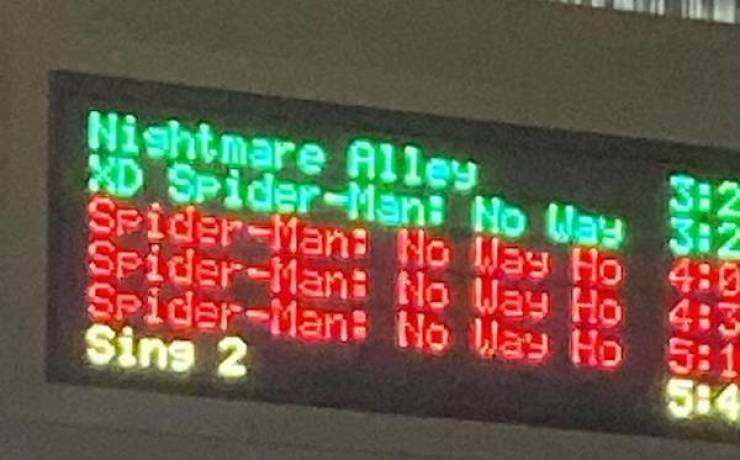 Nightmare Alley 3:2
XD Spider-Man: No Way 3:2
Spider-Man: No Way Ho 4:0
Spider-Man: No Way Ho 4:3
Spider-Man: No Way Ho 5:1
Sing 2 5:4